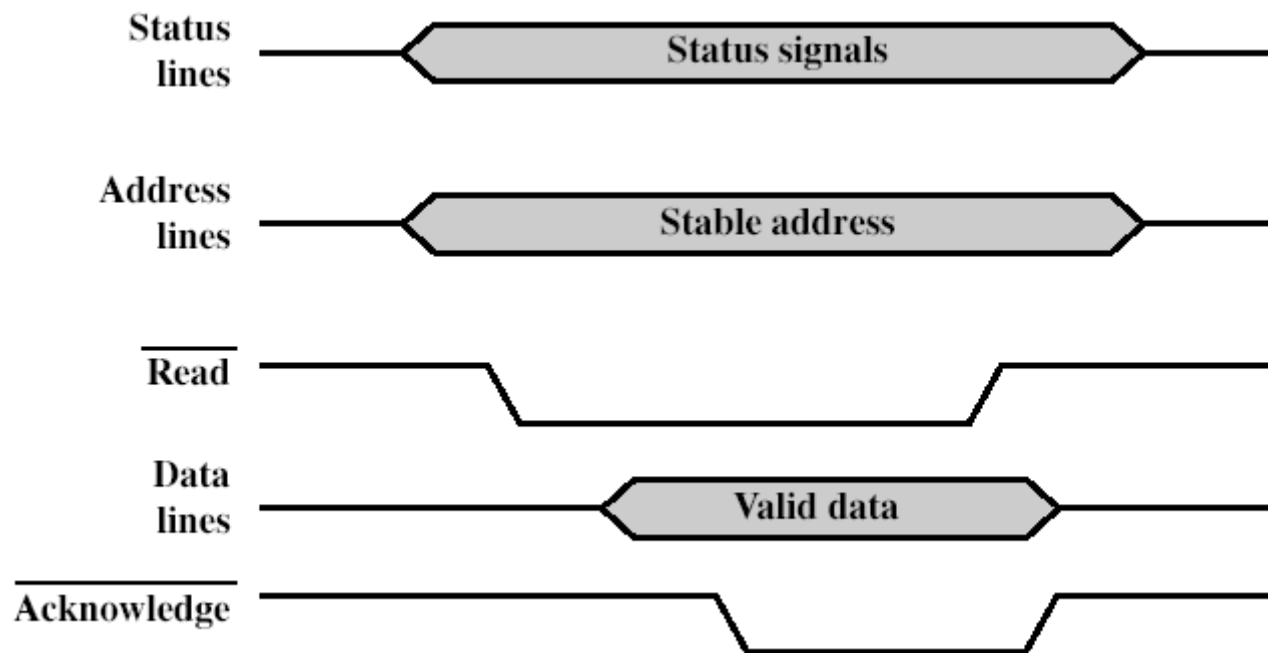 Status
lines
Status signals
Address
lines
Stable address
Read
Data
lines
Valid data
Acknowledge